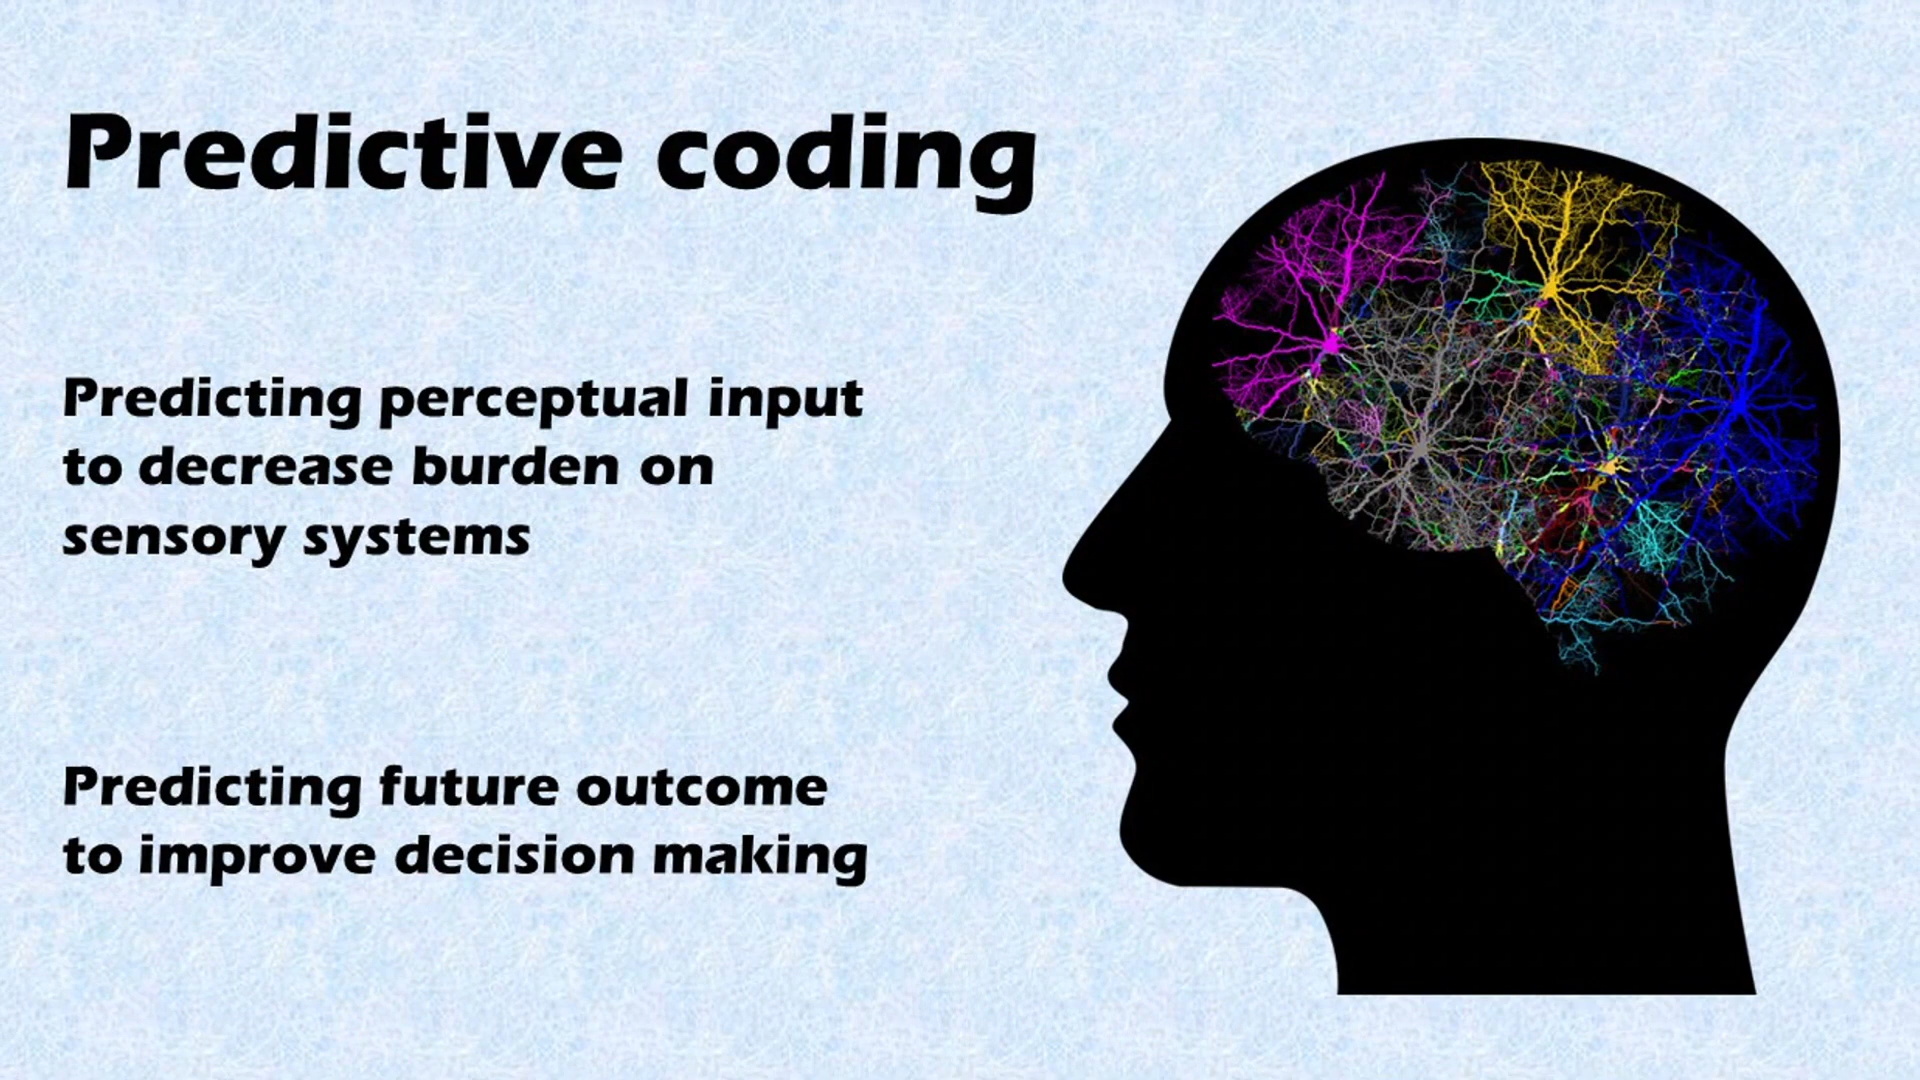 Predictive coding
Predicting perceptual input
to decrease burden on
sensory systems
Predicting future outcome
to improve decision making